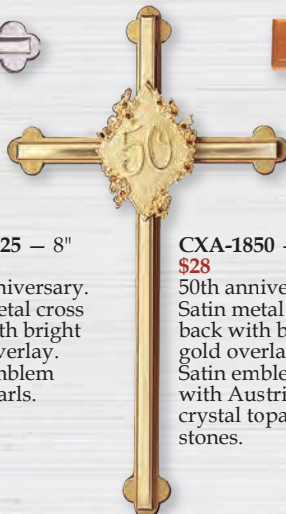 50
25 — 8"
niversary.
etal cross
th bright
verlay.
mblem
arls.
CXA-1850
$28
50th annive
Satin metal
back with b
gold overla
Satin emble
with Austri
crystal topa
stones.